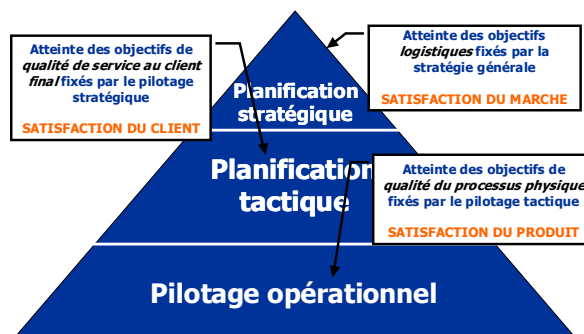 Atteinte des objectifs de
qualité de service au client
final fixés par le pilotage
stratégique
SATISFACTION DU CLIENT
Atteinte des objectifs
logistiques fixés par la
stratégie générale
SATISFACTION DU MARCHE
Planification
stratégique
Planification
tactique
Atteinte des objectifs de
qualité du processus physique
fixés par le pilotage tactique
SATISFACTION DU PRODUIT
Pilotage opérationnel